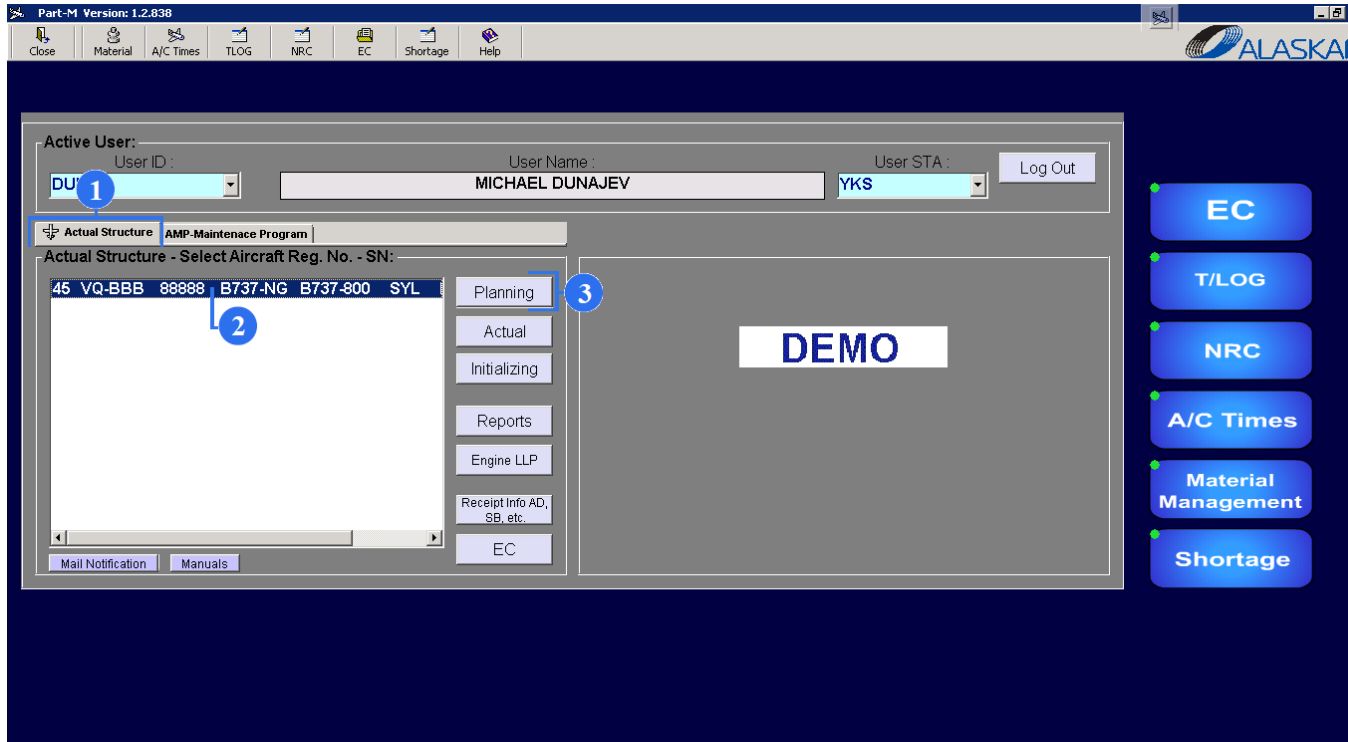 Part-M Version: 1.2.838
Close Material A/C Times TLOG NRC EC Shortage Help
ALASKAR
Active User:
User ID :
User Name :
User STA :
Log Out
DU
1
MICHAEL DUNAJEV
YKS
Actual Structure
AMP-Maintenace Program
Actual Structure - Select Aircraft Reg. No. - SN:
45 VQ-BBB 88888 B737-NG B737-800 SYL
2
Planning
3
Actual
Initializing
Reports
Engine LLP
Receipt Info AD,
SB, etc.
EC
Mail Notification
Manuals
DEMO
EC
T/LOG
NRC
A/C Times
Material
Management
Shortage